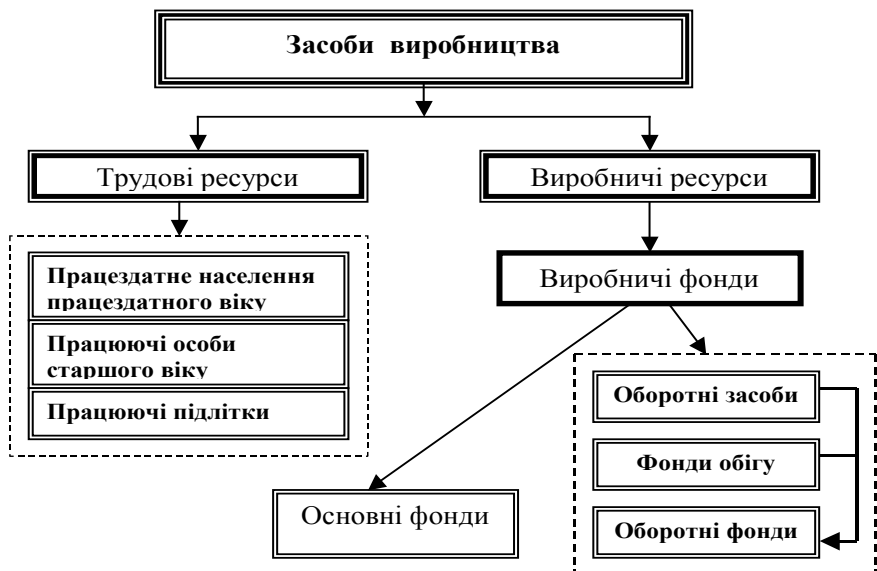 Засоби виробництва
Трудові ресурси
Виробничі ресурси
Працездатне населення
працездатного віку
Працюючі особи
старшого віку
Працюючі підлітки
Виробничі фонди
Оборотні засоби
Фонди обігу
Оборотні фонди
Основні фонди